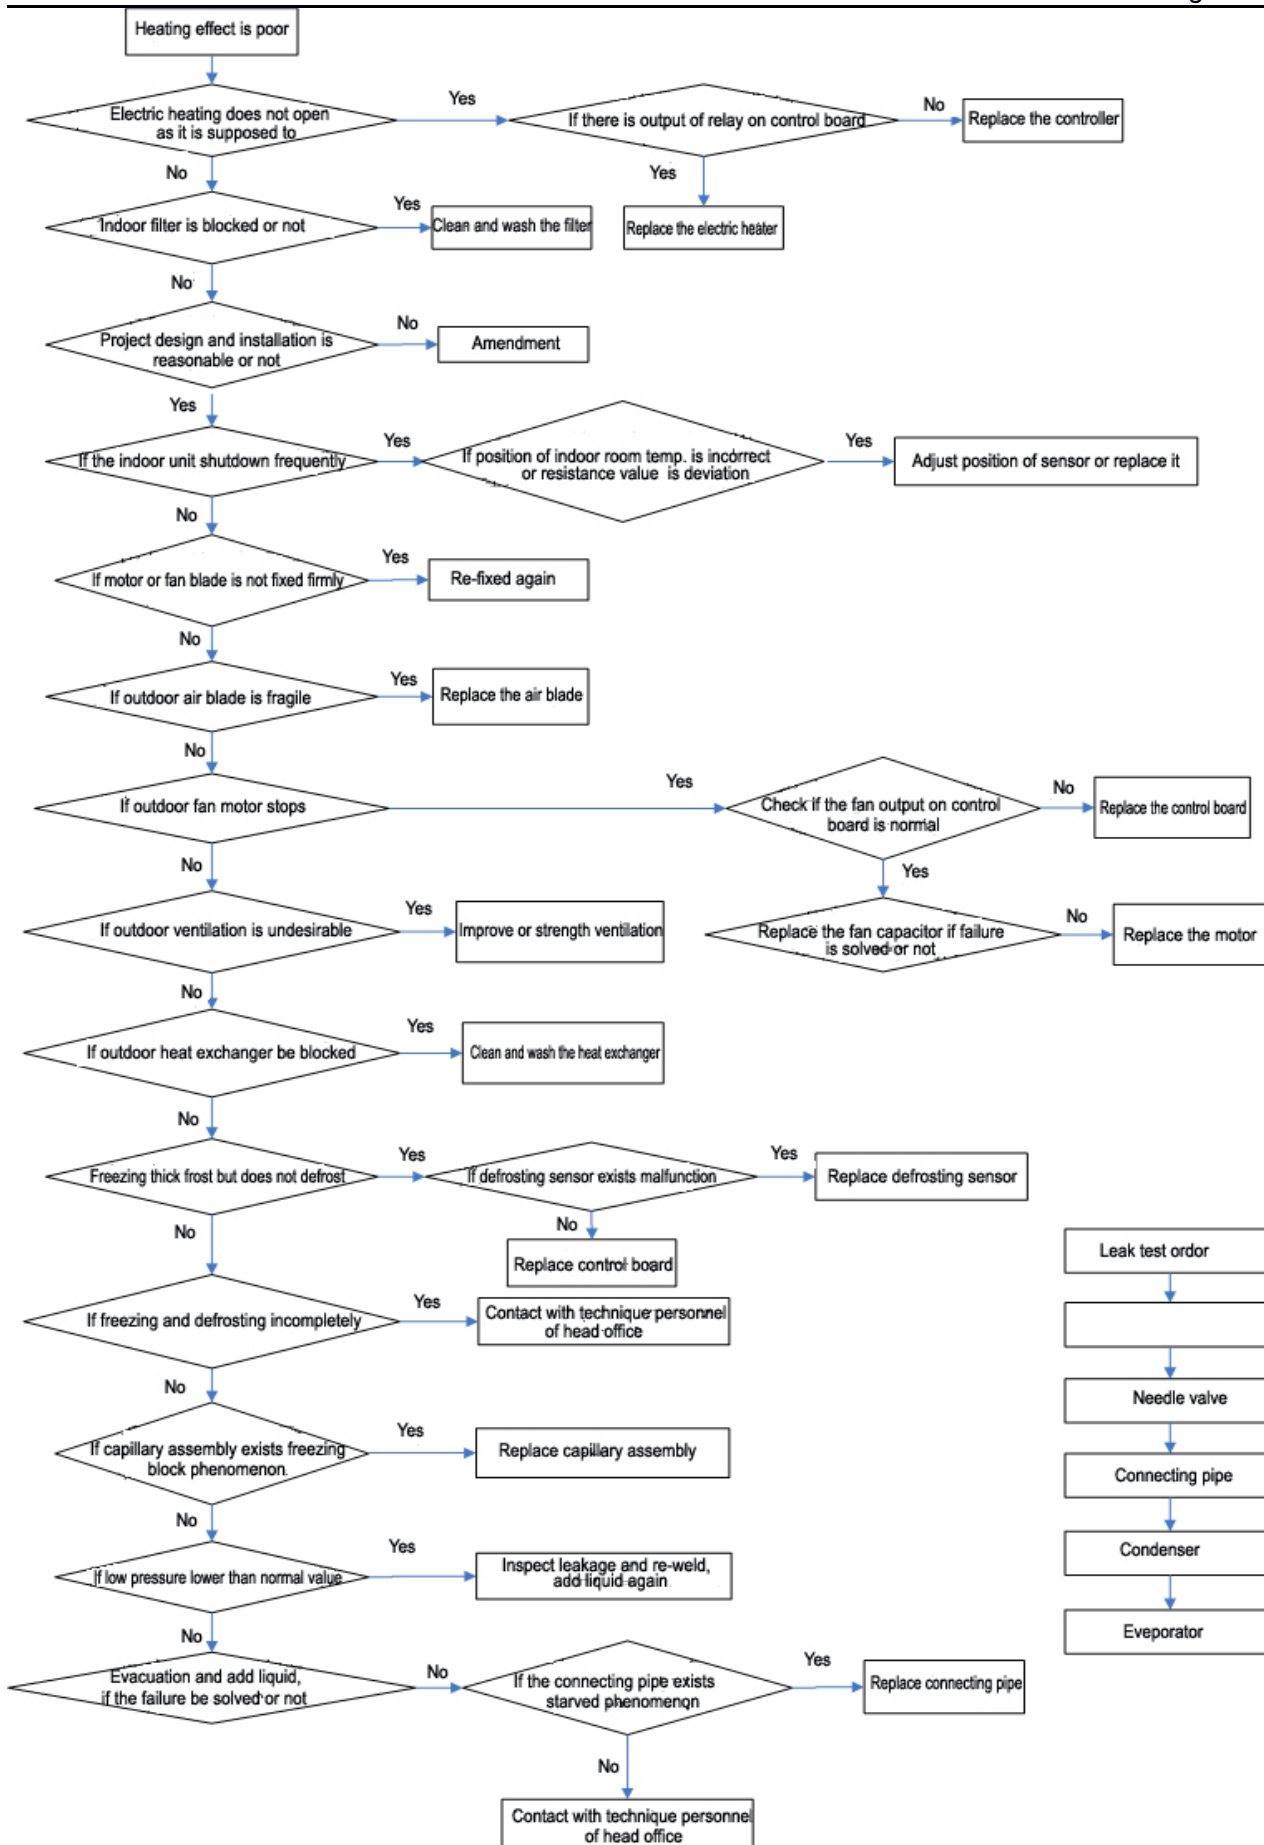 Heating effect is poor
Electric heating does not open
as it is supposed to
Yes
If there is output of relay on control board
No
Replace the controller
No
Yes
Indoor filter is blocked or not
Yes
Clean and wash the filter
Replace the electric heater
No
Project design and installation is
reasonable or not
No
Amendment
Yes
If the indoor unit shutdown frequently
Yes
If position of indoor room temp. is incorrect
or resistance value is deviation
Yes
Adjust position of sensor or replace it
No
If motor or fan blade is not fixed firmly
Yes
Re-fixed again
No
If outdoor air blade is fragile
Yes
Replace the air blade
No
If outdoor fan motor stops
Yes
Check if the fan output on control
board is normal
No
Replace the control board
No
Yes
If outdoor ventilation is undesirable
Yes
Improve or strength ventilation
Replace the fan capacitor if failure
is solved or not
No
Replace the motor
No
If outdoor heat exchanger be blocked
Yes
Clean and wash the heat exchanger
No
Freezing thick frost but does not defrost
Yes
If defrosting sensor exists malfunction
Yes
Replace defrosting sensor
No
No
Replace control board
If freezing and defrosting incompletely
Yes
Contact with technique personnel
of head office
No
If capillary assembly exists freezing
block phenomenon.
Yes
Replace capillary assembly
No
If low pressure lower than normal value
Yes
Inspect leakage and re-weld,
add liquid again
No
Evacuation and add liquid,
if the failure be solved or not
No
If the connecting pipe exists
starved phenomenon
Yes
Replace connecting pipe
No
Contact with technique personnel
of head office
Leak test ordor
Needle valve
Connecting pipe
Condenser
Eveporator